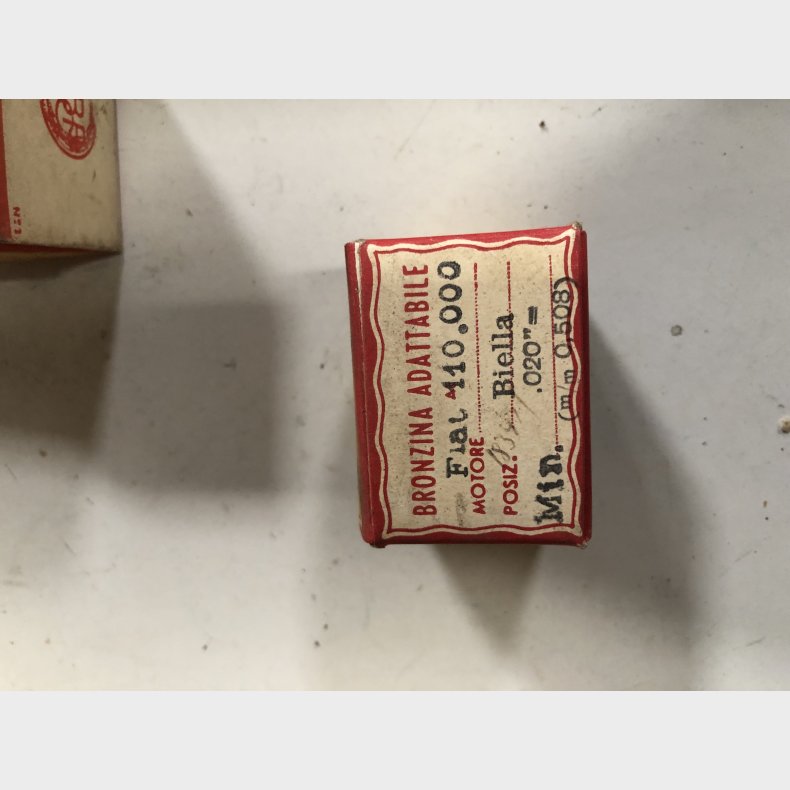 BRONZINA ADATTABILE
Fiat 110.000
MOTORE
POSIZ. Biella
.020"=
Min. (m/m 0,508)